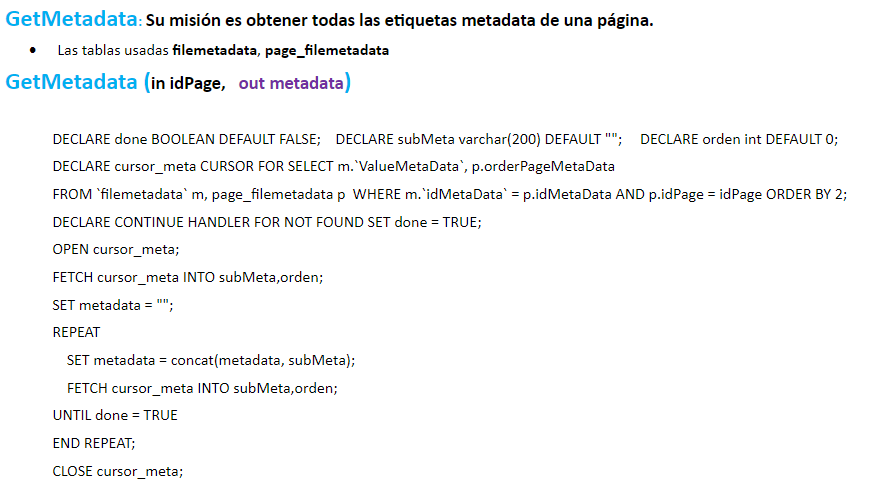 GetMetadata: Su misión es obtener todas las etiquetas metadata de una página.
• Las tablas usadas filemetadata, page_filemetadata
GetMetadata (in idPage, out metadata)
DECLARE done BOOLEAN DEFAULT FALSE; DECLARE subMeta varchar(200) DEFAULT ""; DECLARE orden int DEFAULT 0;
DECLARE cursor_meta CURSOR FOR SELECT m.`ValueMetaData`, p.orderPageMetaData
FROM `filemetadata` m, page_filemetadata p WHERE m.`idMetaData` = p.idMetaData AND p.idPage = idPage ORDER BY 2;
DECLARE CONTINUE HANDLER FOR NOT FOUND SET done = TRUE;
OPEN cursor_meta;
FETCH cursor_meta INTO subMeta,orden;
SET metadata = "";
REPEAT
SET metadata = concat(metadata, subMeta);
FETCH cursor_meta INTO subMeta,orden;
UNTIL done = TRUE
END REPEAT;
CLOSE cursor_meta;